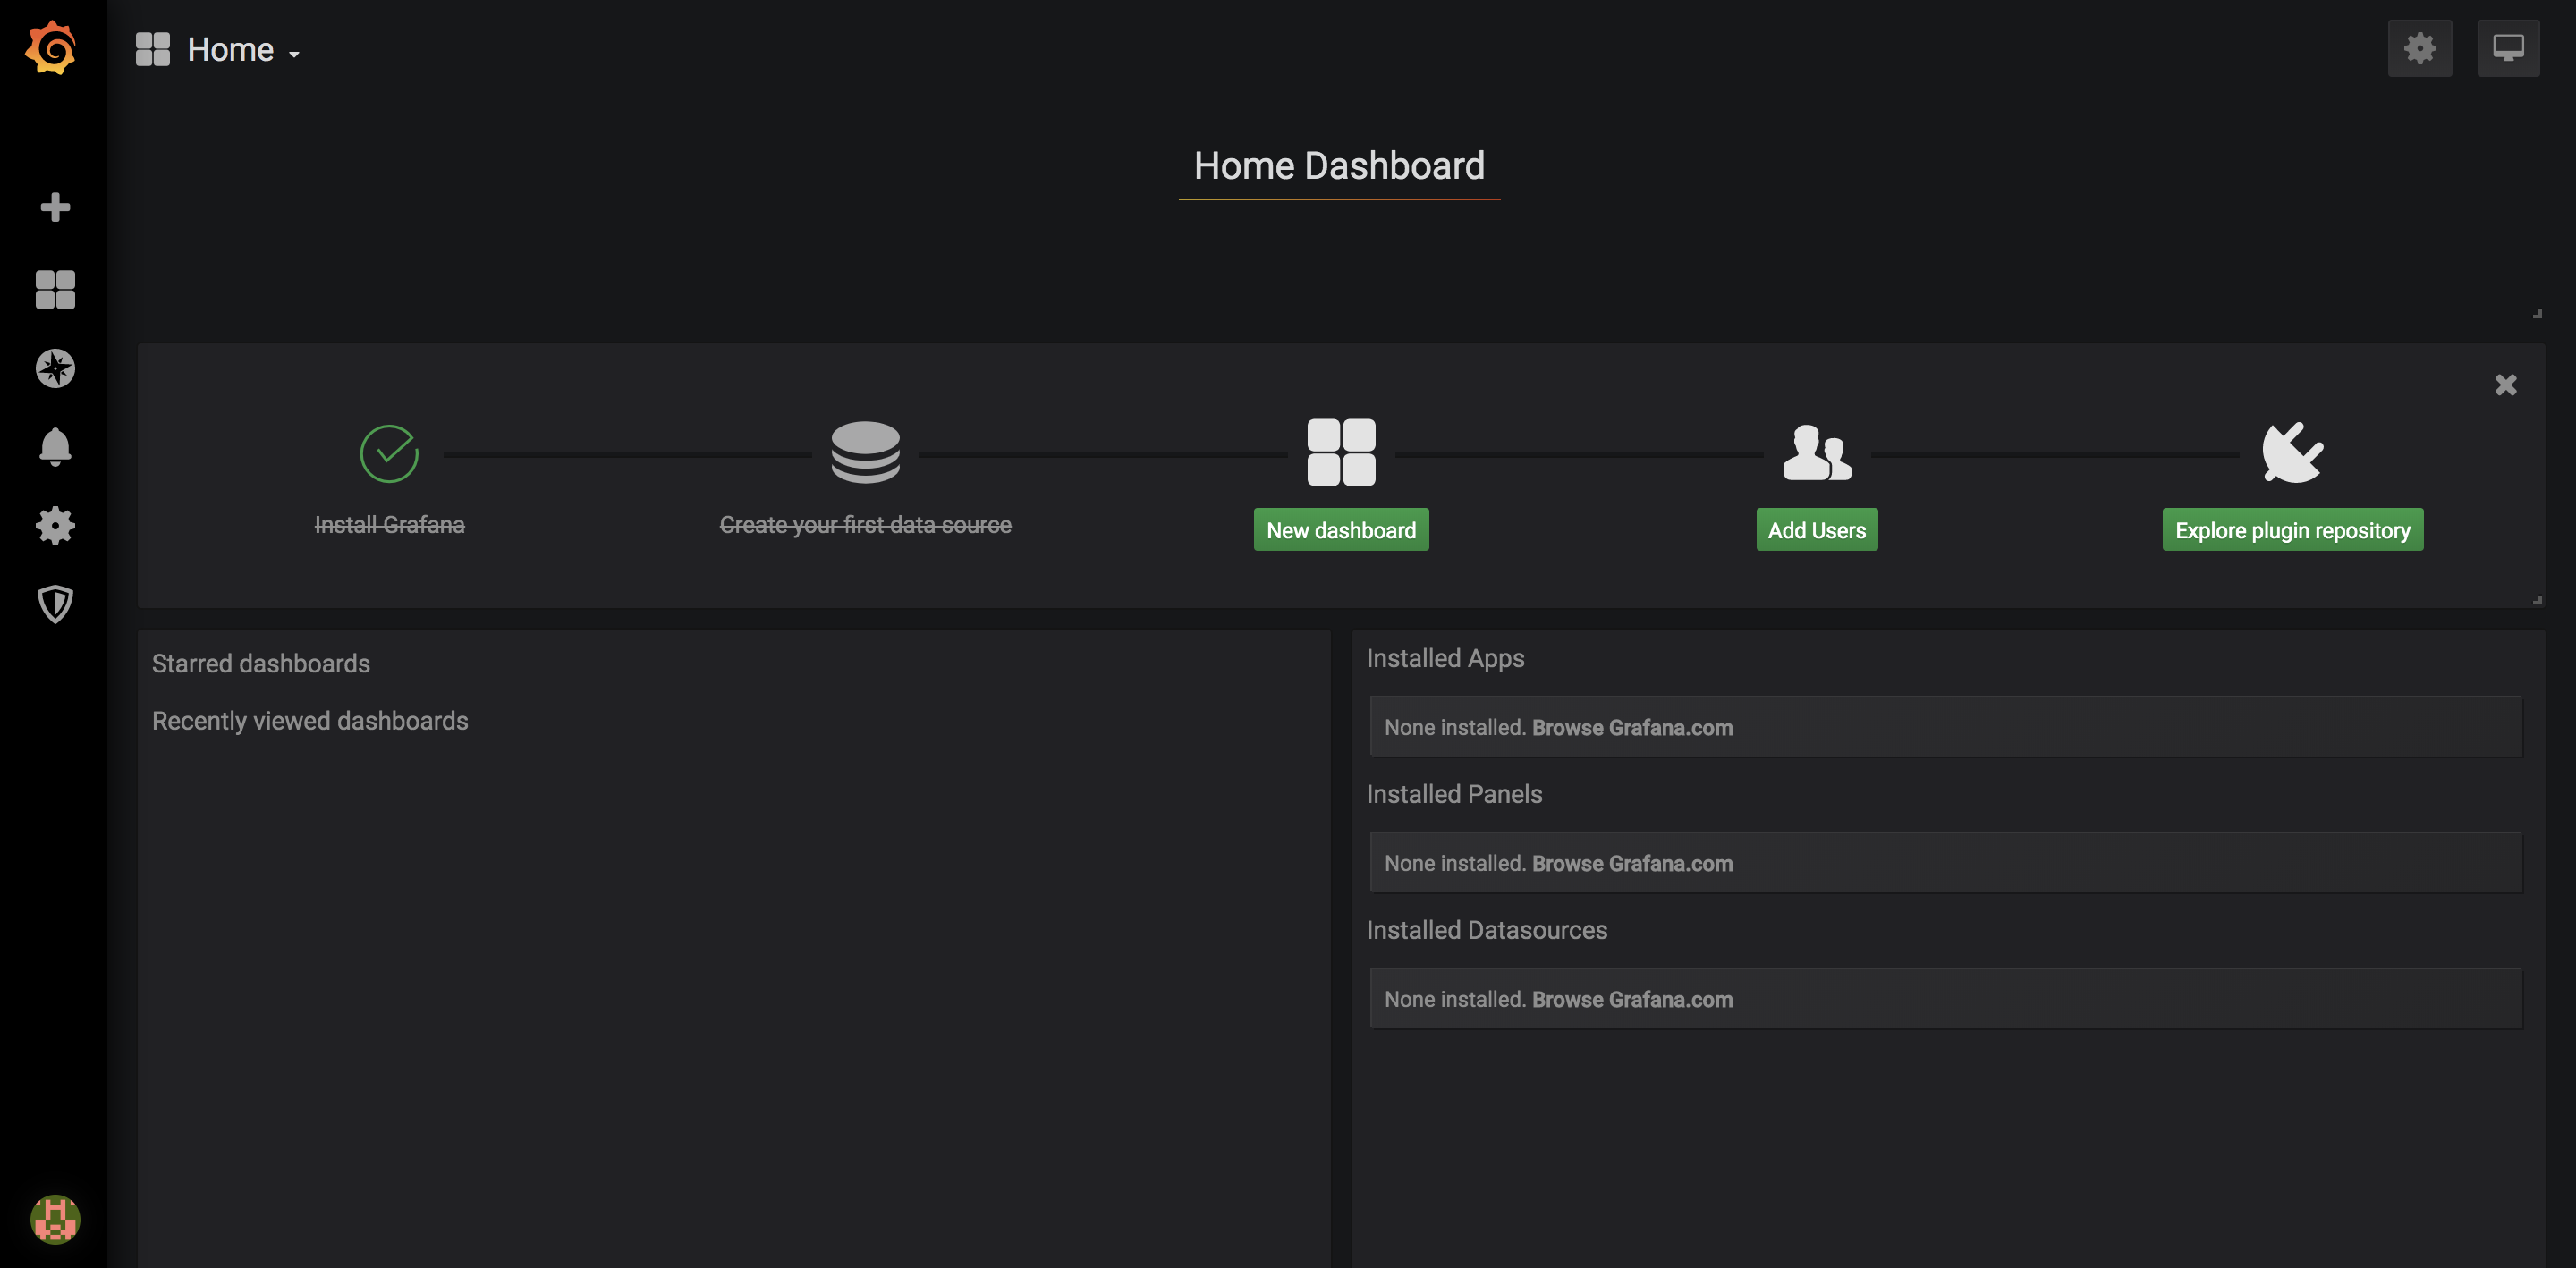 Home
Home Dashboard
Install Grafana
Create your first data source
New dashboard
Add Users
Explore plugin repository
Starred dashboards
Recently viewed dashboards
Installed Apps
None installed. Browse Grafana.com
Installed Panels
None installed. Browse Grafana.com
Installed Datasources
None installed. Browse Grafana.com